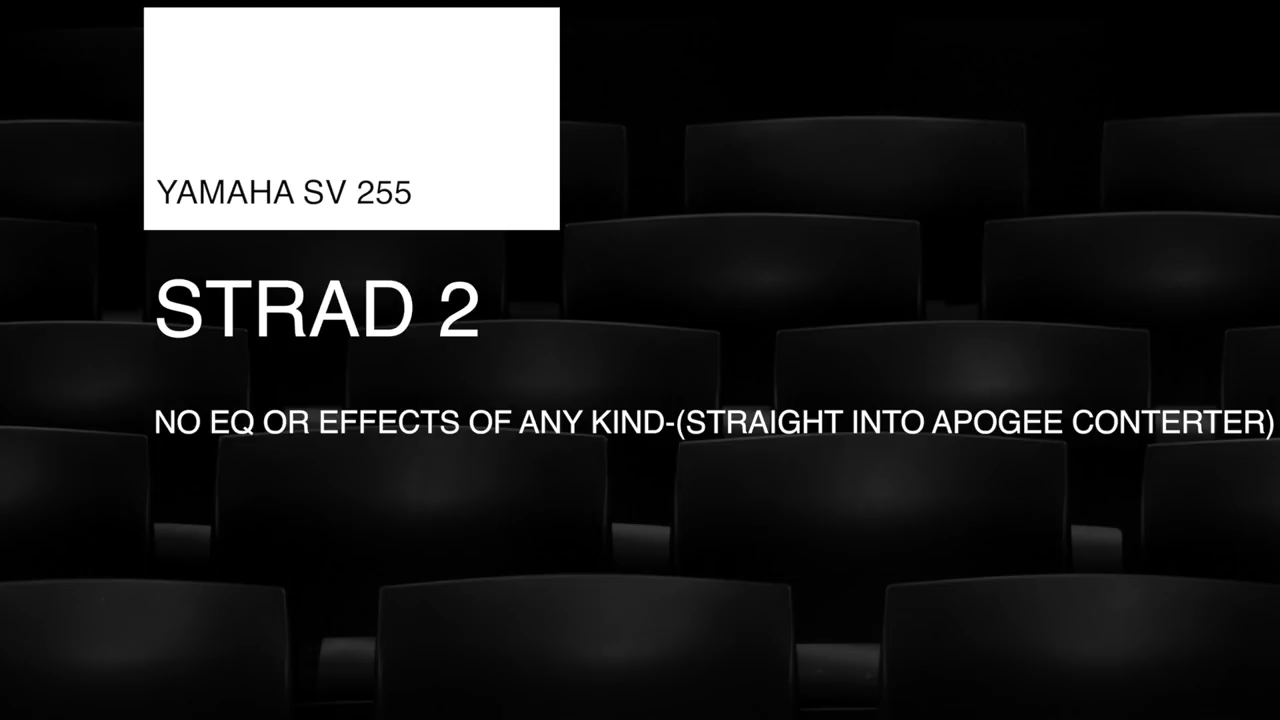 YAMAHA SV 255
STRAD 2
NO EQ OR EFFECTS OF ANY KIND-(STRAIGHT INTO APOGEE CONTERTER)